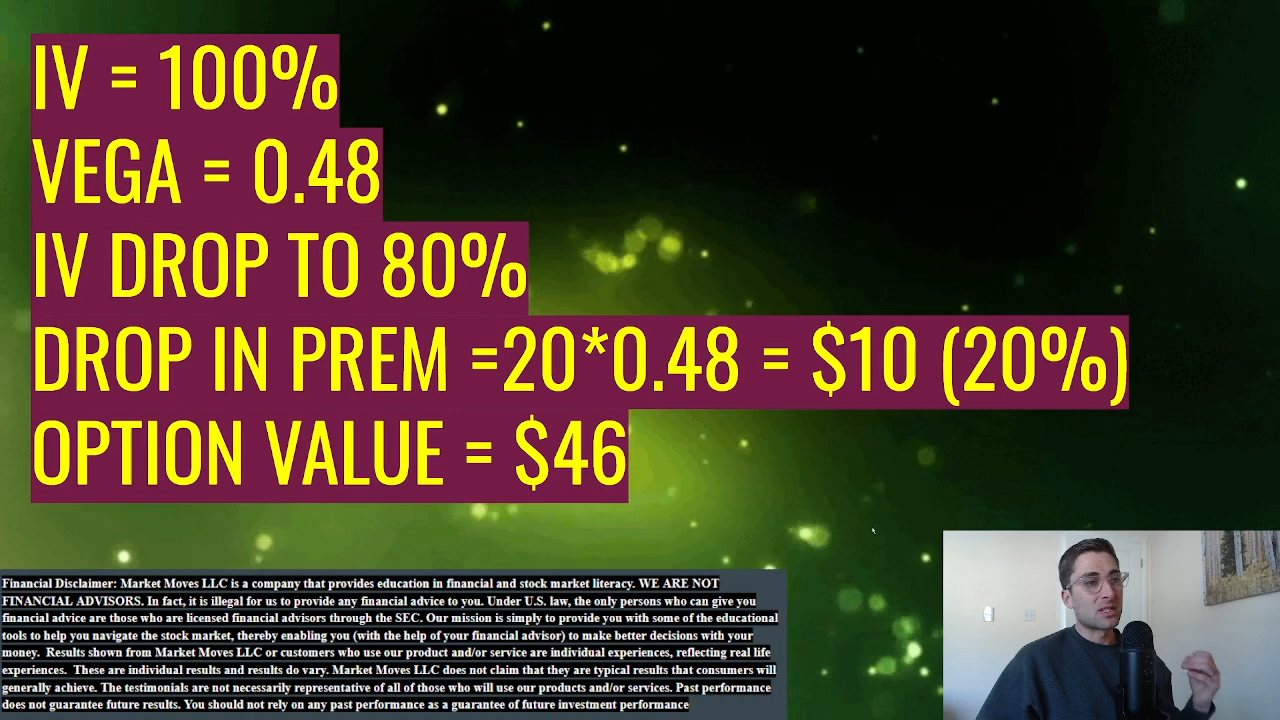 IV = 100%
VEGA = 0.48
IV DROP TO 80%
DROP IN PREM =20*0.48 = $10 (20%)
OPTION VALUE = $46
Financial Disclaimer: Market Moves LLC is a company that provides education in financial and stock market literacy. WE ARE NOT
FINANCIAL ADVISORS. In fact, it is illegal for us to provide any financial advice to you. Under U.S. law, the only persons who can give you
financial advice are those who are licensed financial advisors through the SEC. Our mission is simply to provide you with some of the educational
tools to help you navigate the stock market, thereby enabling you (with the help of your financial advisor) to make better decisions with your
money. Results shown from Market Moves LLC or customers who use our product and/or service are individual experiences, reflecting real life
experiences. These are individual results and results do vary. Market Moves LLC does not claim that they are typical results that consumers will
generally achieve. The testimonials are not necessarily representative of all of those who will use our products and/or services. Past performance
does not guarantee future results. You should not rely on any past performance as a guarantee of future investment performance